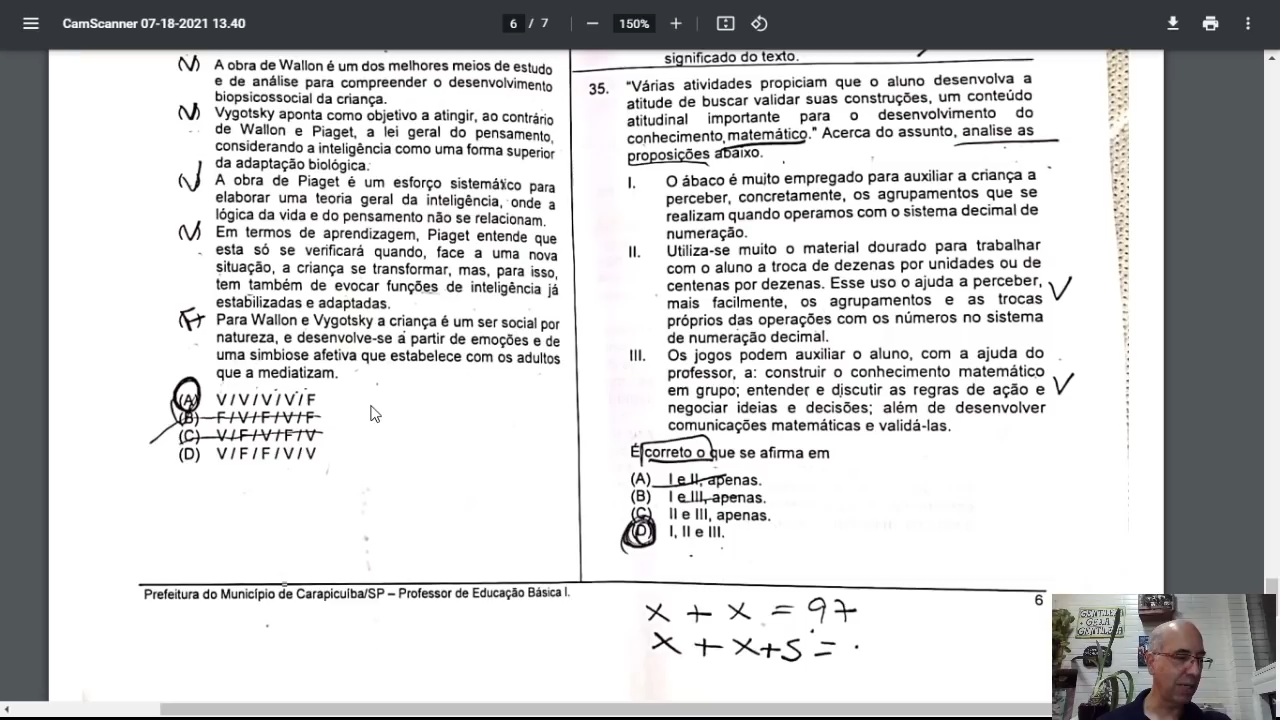 CamScanner 07-18-2021 13.40
6 / 7
150%
(V) A obra de Wallon é um dos melhores meios de estudo
e de análise para compreender o desenvolvimento
biopsicossocial da criança.
(V) Vygotsky aponta como objetivo a atingir, ao contrário
de Wallon e Piaget, a lei geral do pensamento,
considerando a inteligência como uma forma superior
da adaptação biológica.
(V) A obra de Piaget é um esforço sistemático para
elaborar uma teoria geral da inteligência, onde a
lógica da vida e do pensamento não se relacionam.
(V) Em termos de aprendizagem, Piaget entende que
esta só se verificará quando, face a uma nova
situação, a criança se transformar, mas, para isso,
tem também de evocar funções de inteligência já
estabilizadas e adaptadas.
(F) Para Wallon e Vygotsky a criança é um ser social por
natureza, e desenvolve-se a partir de emoções e de
uma simbiose afetiva que estabelece com os adultos
que a mediatizam.
(A) V / V / V / V / F
(B) F / V / F / V / F
(C) V / F / V / F / V
(D) V / F / F / V / V
significado do texto.
35. "Várias atividades propiciam que o aluno desenvolva a
atitude de buscar validar suas construções, um conteúdo
atitudinal importante para o desenvolvimento do
conhecimento matemático." Acerca do assunto, analise as
proposições abaixo.
I. O ábaco é muito empregado para auxiliar a criança a
perceber, concretamente, os agrupamentos que se
realizam quando operamos com o sistema decimal de
numeração.
II. Utiliza-se muito o material dourado para trabalhar
com o aluno a troca de dezenas por unidades ou de
centenas por dezenas. Esse uso o ajuda a perceber, V
mais facilmente, os agrupamentos e as trocas
próprios das operações com os números no sistema
de numeração decimal.
III. Os jogos podem auxiliar o aluno, com a ajuda do
professor, a: construir o conhecimento matemático
em grupo; entender e discutir as regras de ação e V
negociar ideias e decisões; além de desenvolver
comunicações matemáticas e validá-las.
É correto o que se afirma em
(A) I e II, apenas.
(B) I e III, apenas.
(C) II e III, apenas.
(D) I, II e III.
Prefeitura do Município de Carapicuíba/SP – Professor de Educação Básica I.
6
x + x = 97
x + x+5 =
GENTILEZA
GERA
GENTILEZA